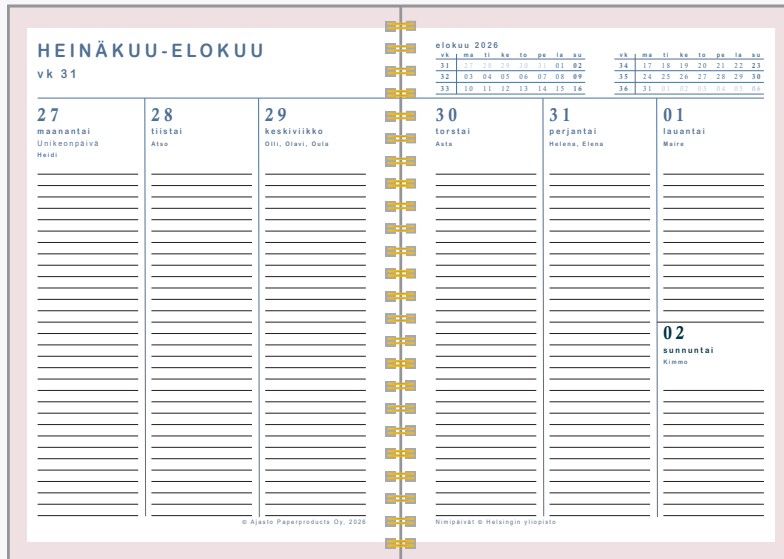 HEINÄKUU-ELOKUU
vk 31
27
maanantai
Unikeonpäivä
Heidi
28
tiistai
Atso
29
keskiviikko
Olli, Olavi, Oula
© Ajasto Paperproducts Oy, 2026
elokuu 2026
vk ma ti ke to pe la su
31 27 28 29 30 31 01 02
32 03 04 05 06 07 08 09
33 10 11 12 13 14 15 16
vk ma ti ke to pe la su
34 17 18 19 20 21 22 23
35 24 25 26 27 28 29 30
36 31 01 02 03 04 05 06
30
torstai
Asta
31
perjantai
Helena, Elena
01
lauantai
Maire
02
sunnuntai
Kimmo
Nimipäivät © Helsingin yliopisto